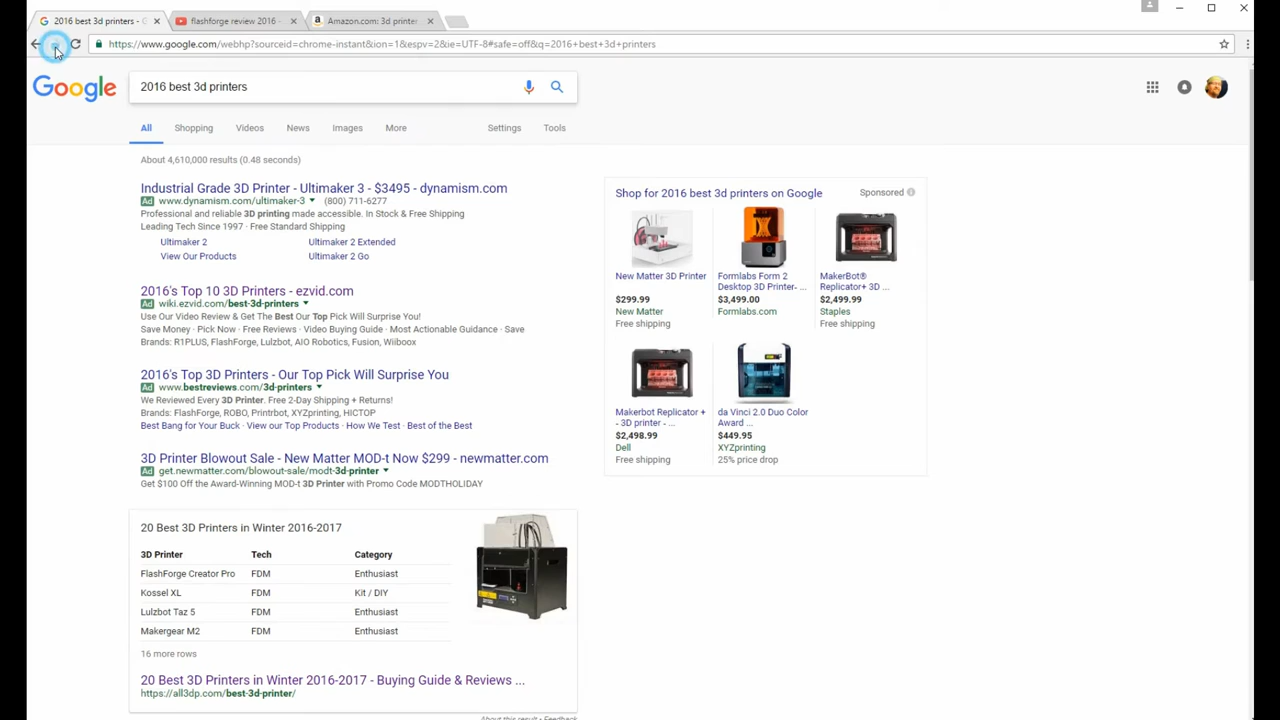 2016 best 3d printers - G
flashforge review 2016 -
Amazon.com: 3d printer
https://www.google.com/webhp?sourceid=chrome-instant&ion=1&espv=2&ie=UTF-8#safe=off&q=2016+best+3d+printers
Google
2016 best 3d printers
All Shopping Videos News Images More Settings Tools
About 4,610,000 results (0.48 seconds)
Industrial Grade 3D Printer - Ultimaker 3 - $3495 - dynamism.com
Ad www.dynamism.com/ultimaker-3 (800) 711-6277
Professional and reliable 3D printing made accessible. In Stock & Free Shipping
Leading Tech Since 1997 · Free Standard Shipping
Ultimaker 2 Ultimaker 2 Extended
View Our Products Ultimaker 2 Go
2016's Top 10 3D Printers - ezvid.com
Ad wiki.ezvid.com/best-3d-printers
Use Our Video Review & Get The Best Our Top Pick Will Surprise You!
Save Money · Pick Now · Free Reviews · Video Buying Guide · Most Actionable Guidance · Save
Brands: R1PLUS, FlashForge, Lulzbot, AIO Robotics, Fusion, Wiiboox
2016's Top 3D Printers - Our Top Pick Will Surprise You
Ad www.bestreviews.com/3d-printers
We Reviewed Every 3D Printer. Free 2-Day Shipping + Returns!
Brands: FlashForge, ROBO, Printrbot, XYZprinting, HICTOP
Best Bang for Your Buck · View our Top Products · How We Test · Best of the Best
3D Printer Blowout Sale - New Matter MOD-t Now $299 - newmatter.com
Ad get.newmatter.com/blowout-sale/modt-3d-printer
Get $100 Off the Award-Winning MOD-t 3D Printer with Promo Code MODTHOLIDAY
20 Best 3D Printers in Winter 2016-2017
3D Printer Tech Category
FlashForge Creator Pro FDM Enthusiast
Kossel XL FDM Kit / DIY
Lulzbot Taz 5 FDM Enthusiast
Makergear M2 FDM Enthusiast
16 more rows
20 Best 3D Printers in Winter 2016-2017 - Buying Guide & Reviews ...
https://all3dp.com/best-3d-printer/
About this result • Feedback
Shop for 2016 best 3d printers on Google Sponsored
New Matter 3D Printer
$299.99
New Matter
Free shipping
Formlabs Form 2
Desktop 3D Printer- ...
$3,499.00
Formlabs.com
MakerBot®
Replicator+ 3D ...
$2,499.99
Staples
Free shipping
Makerbot Replicator +
- 3D printer - ...
$2,498.99
Dell
Free shipping
da Vinci 2.0 Duo Color
Award ...
$449.95
XYZprinting
25% price drop